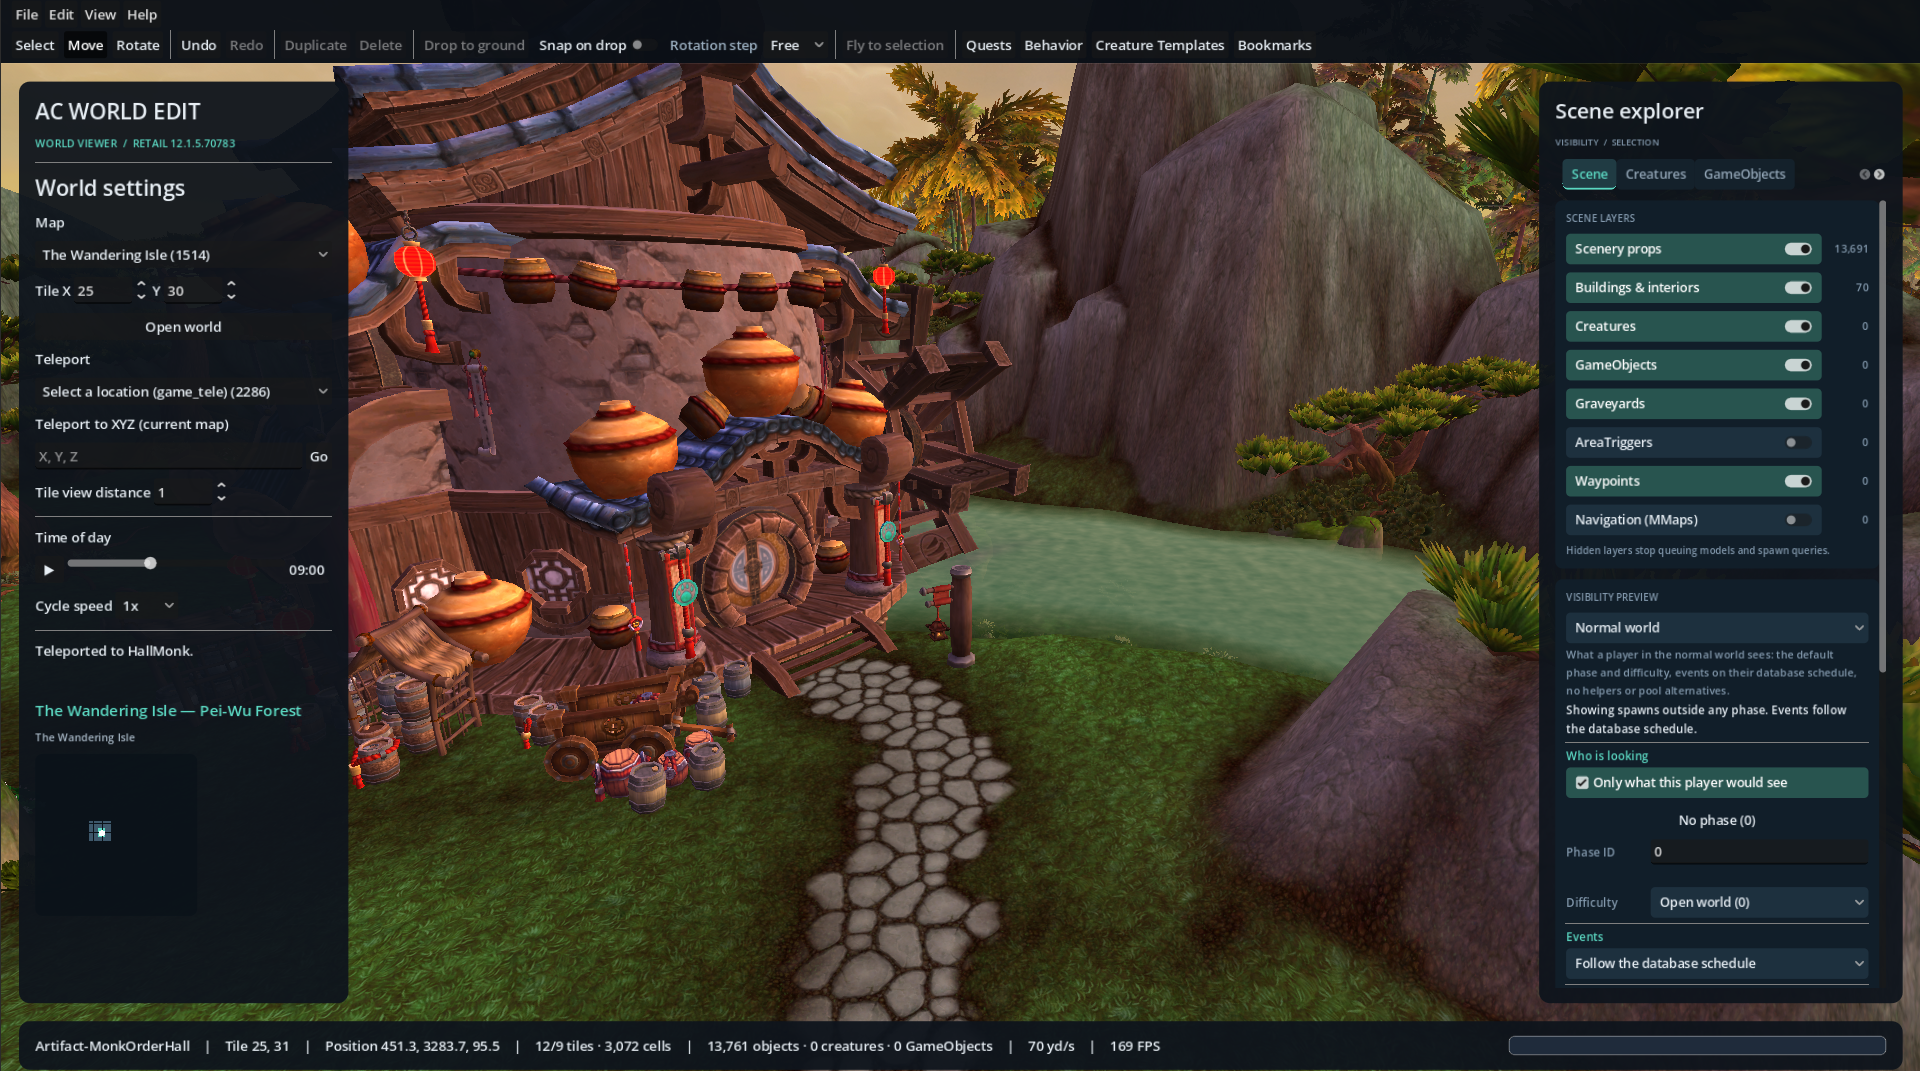 File Edit View Help
Select Move Rotate Undo Redo Duplicate Delete Drop to ground Snap on drop Rotation step Free Fly to selection Quests Behavior Creature Templates Bookmarks
AC WORLD EDIT
WORLD VIEWER / RETAIL 12.1.5.70783
World settings
Map
The Wandering Isle (1514)
Tile X 25 Y 30
Open world
Teleport
Select a location (game_tele) (2286)
Teleport to XYZ (current map)
X, Y, Z Go
Tile view distance 1
Time of day
09:00
Cycle speed 1x
Teleported to HallMonk.
The Wandering Isle — Pei-Wu Forest
The Wandering Isle
Scene explorer
VISIBILITY / SELECTION
Scene Creatures GameObjects
SCENE LAYERS
Scenery props 13,691
Buildings & interiors 70
Creatures 0
GameObjects 0
Graveyards 0
AreaTriggers 0
Waypoints 0
Navigation (MMaps) 0
Hidden layers stop queuing models and spawn queries.
VISIBILITY PREVIEW
Normal world
What a player in the normal world sees: the default
phase and difficulty, events on their database schedule,
no helpers or pool alternatives.
Showing spawns outside any phase. Events follow
the database schedule.
Who is looking
Only what this player would see
No phase (0)
Phase ID 0
Difficulty Open world (0)
Events
Follow the database schedule
Artifact-MonkOrderHall | Tile 25, 31 | Position 451.3, 3283.7, 95.5 | 12/9 tiles · 3,072 cells | 13,761 objects · 0 creatures · 0 GameObjects | 70 yd/s | 169 FPS